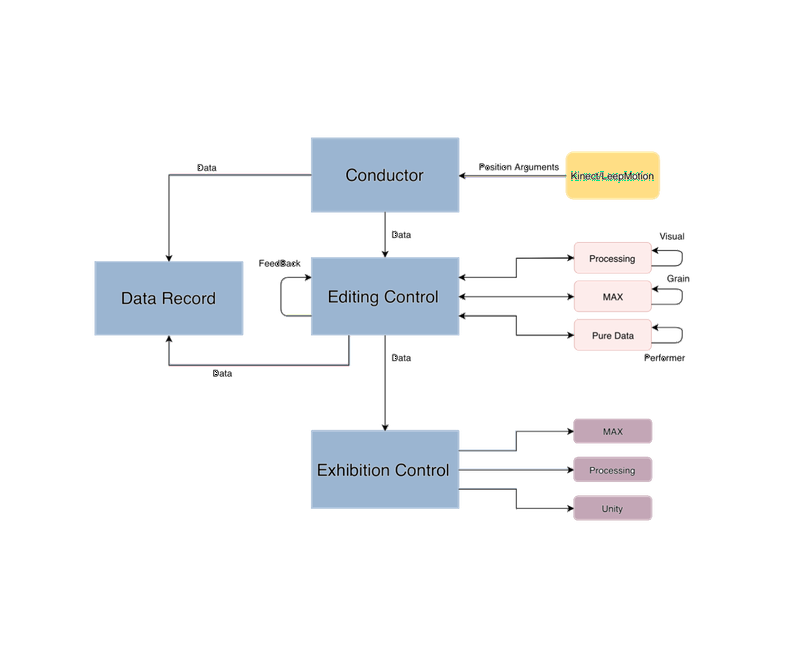 Conductor
Position Arguments
Kinect/LeepMotion
Data
Data
Visual
FeedBack
Processing
Grain
Data Record
Editing Control
MAX
Pure Data
Data
Performer
Data
MAX
Exhibition Control
Processing
Unity